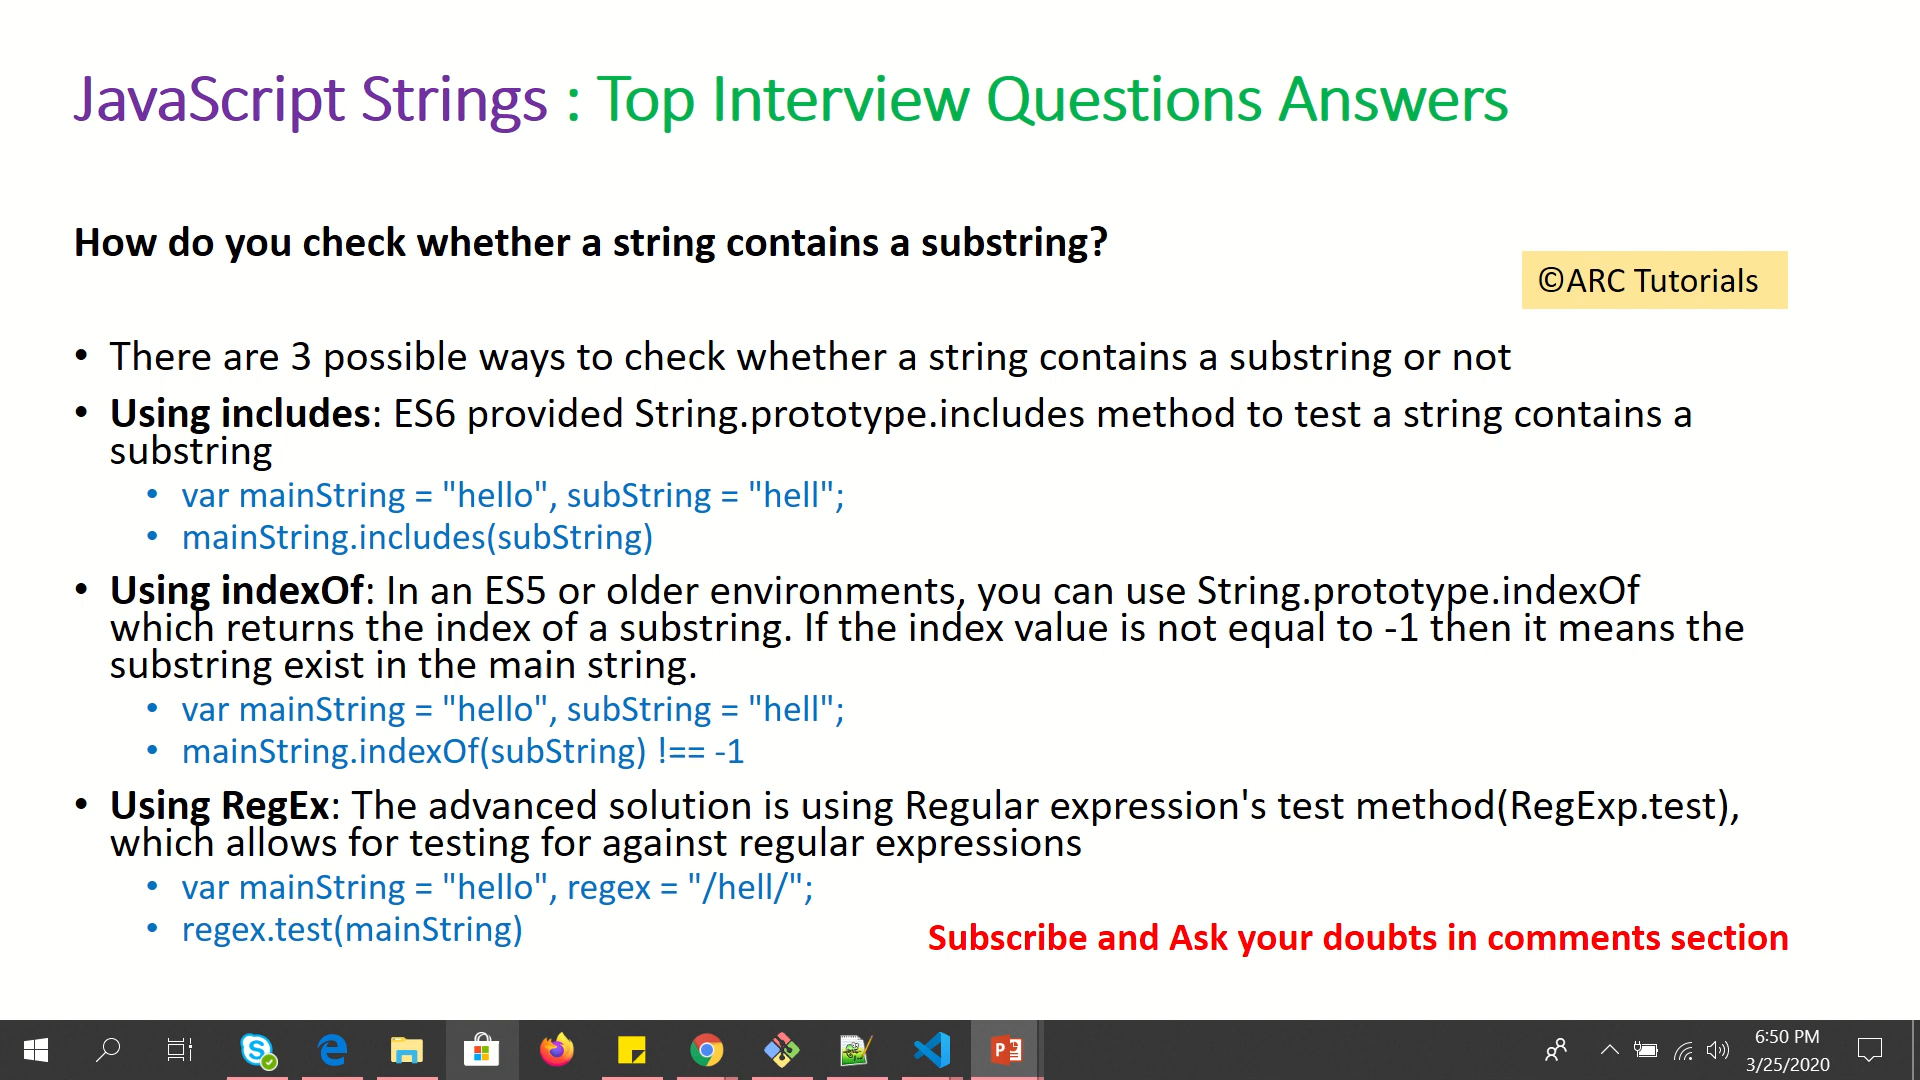 JavaScript Strings : Top Interview Questions Answers
How do you check whether a string contains a substring?
©ARC Tutorials
• There are 3 possible ways to check whether a string contains a substring or not
• Using includes: ES6 provided String.prototype.includes method to test a string contains a
substring
• var mainString = "hello", subString = "hell";
• mainString.includes(subString)
• Using indexOf: In an ES5 or older environments, you can use String.prototype.indexOf
which returns the index of a substring. If the index value is not equal to -1 then it means the
substring exist in the main string.
• var mainString = "hello", subString = "hell";
• mainString.indexOf(subString) !== -1
• Using RegEx: The advanced solution is using Regular expression's test method(RegExp.test),
which allows for testing for against regular expressions
• var mainString = "hello", regex = "/hell/";
• regex.test(mainString)
Subscribe and Ask your doubts in comments section
6:50 PM
3/25/2020